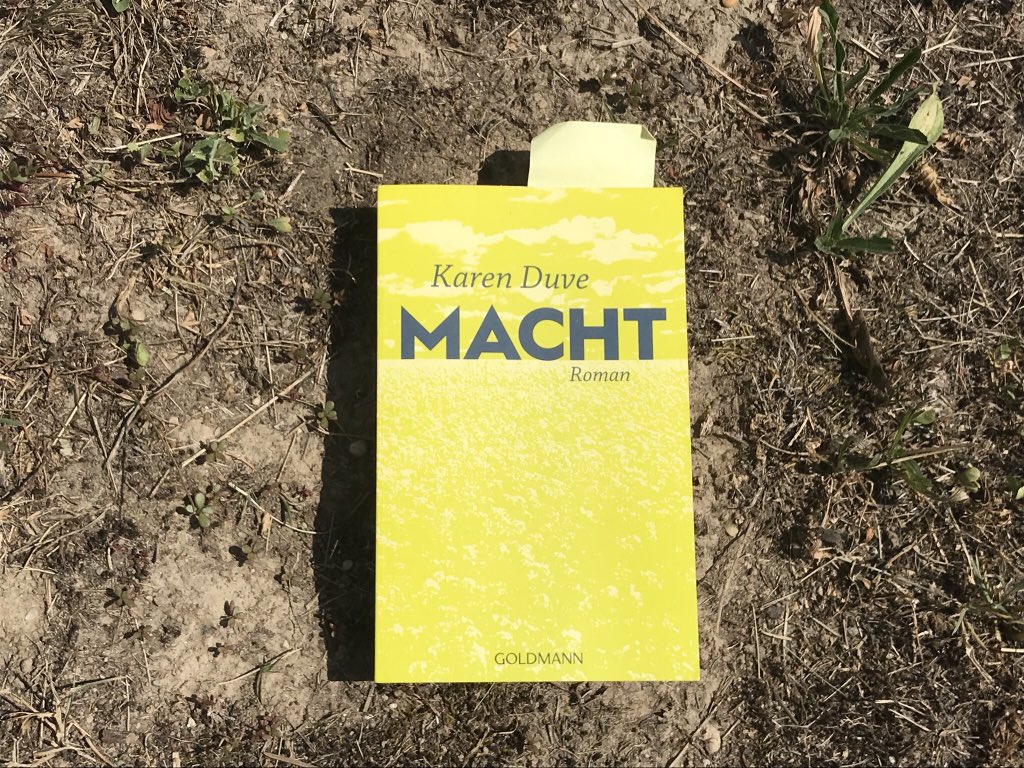 Karen Duve
MACHT
Roman
GOLDMANN